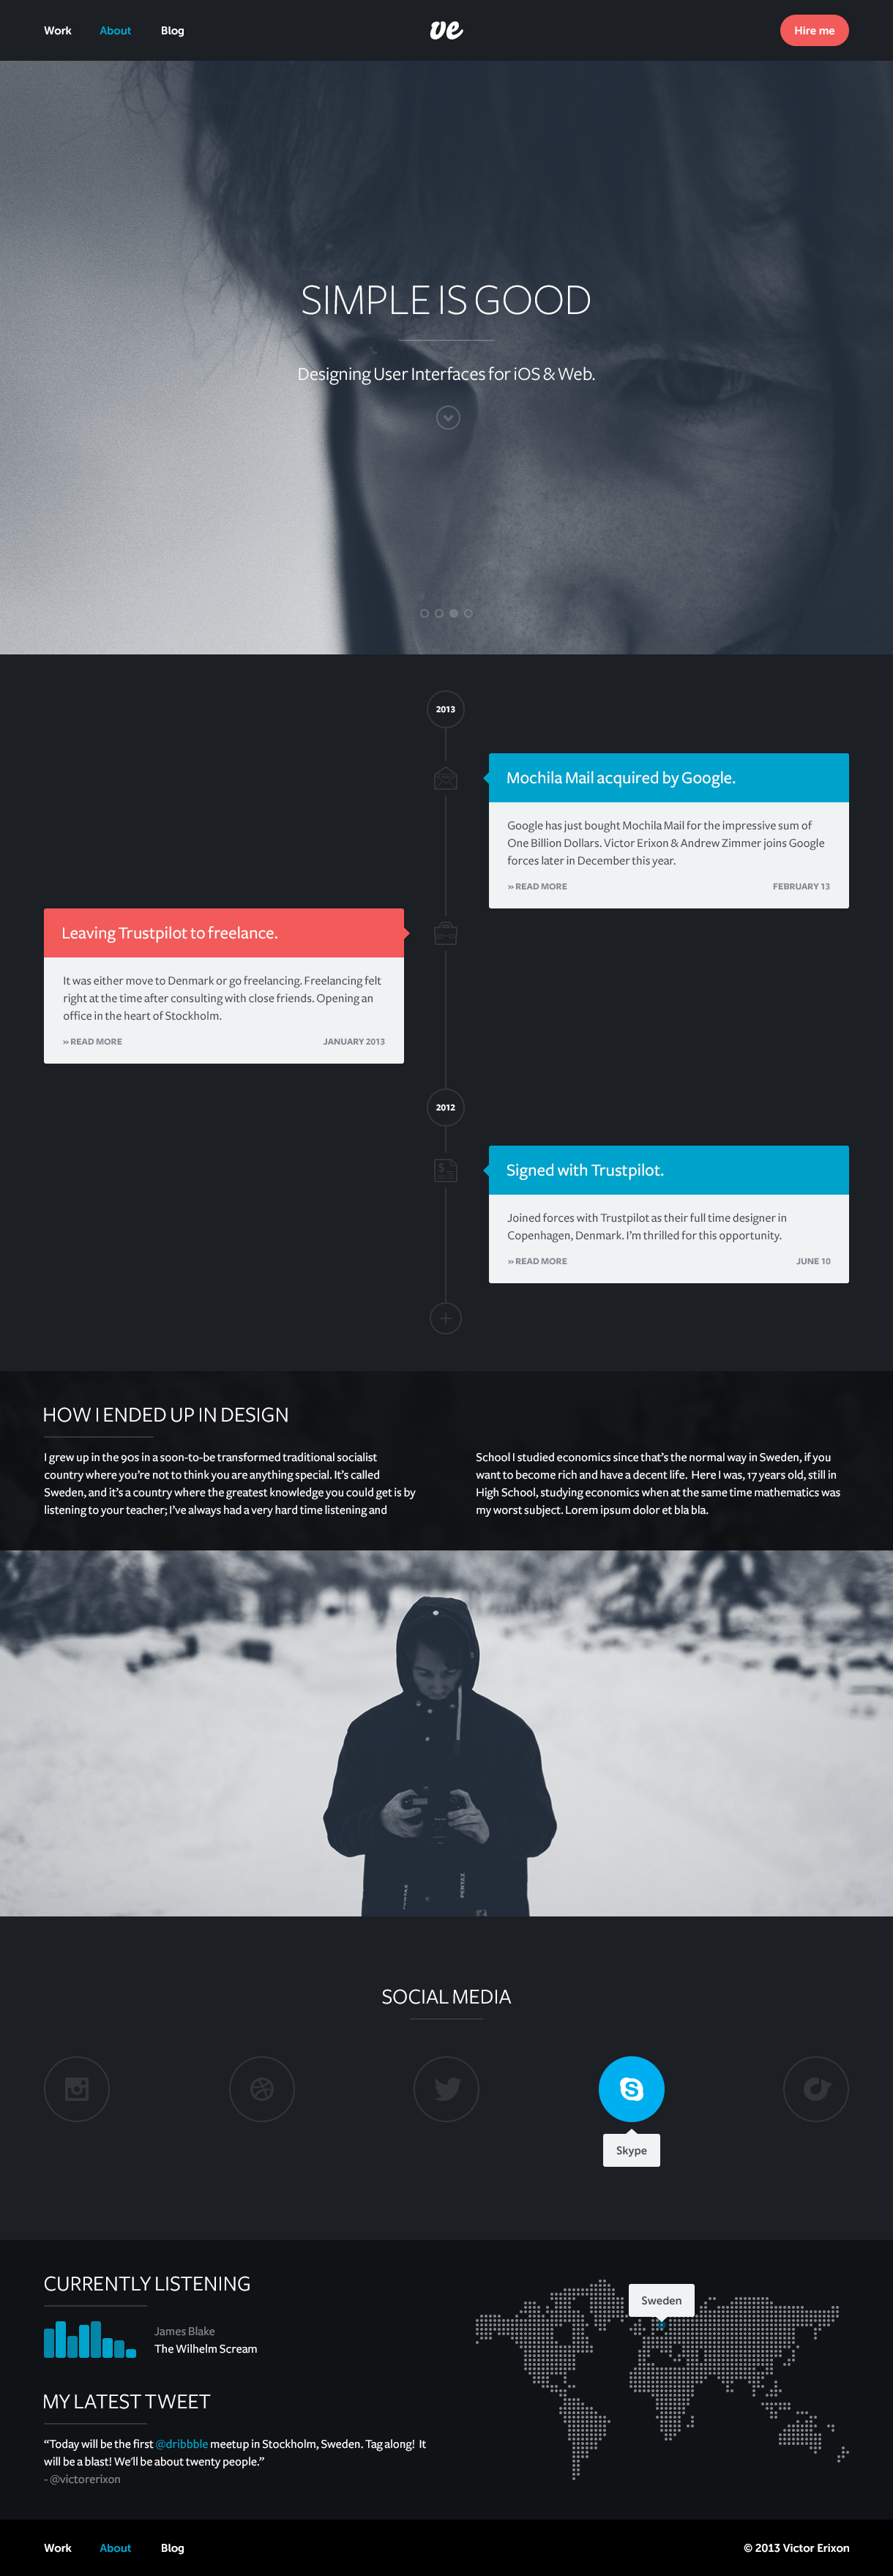 Work About Blog
ve
Hire me
SIMPLE IS GOOD
Designing User Interfaces for iOS & Web.
2013
Mochila Mail acquired by Google.
Google has just bought Mochila Mail for the impressive sum of
One Billion Dollars. Victor Erixon & Andrew Zimmer joins Google
forces later in December this year.
» READ MORE FEBRUARY 13
Leaving Trustpilot to freelance.
It was either move to Denmark or go freelancing. Freelancing felt
right at the time after consulting with close friends. Opening an
office in the heart of Stockholm.
» READ MORE JANUARY 2013
2012
Signed with Trustpilot.
Joined forces with Trustpilot as their full time designer in
Copenhagen, Denmark. I'm thrilled for this opportunity.
» READ MORE JUNE 10
HOW I ENDED UP IN DESIGN
I grew up in the 90s in a soon-to-be transformed traditional socialist
country where you're not to think you are anything special. It's called
Sweden, and it's a country where the greatest knowledge you could get is by
listening to your teacher; I've always had a very hard time listening and
School I studied economics since that's the normal way in Sweden, if you
want to become rich and have a decent life. Here I was, 17 years old, still in
High School, studying economics when at the same time mathematics was
my worst subject. Lorem ipsum dolor et bla bla.
PENTAX
SOCIAL MEDIA
Skype
CURRENTLY LISTENING
James Blake
The Wilhelm Scream
Sweden
MY LATEST TWEET
“Today will be the first @dribbble meetup in Stockholm, Sweden. Tag along! It
will be a blast! We'll be about twenty people.”
- @victorerixon
Work About Blog
© 2013 Victor Erixon